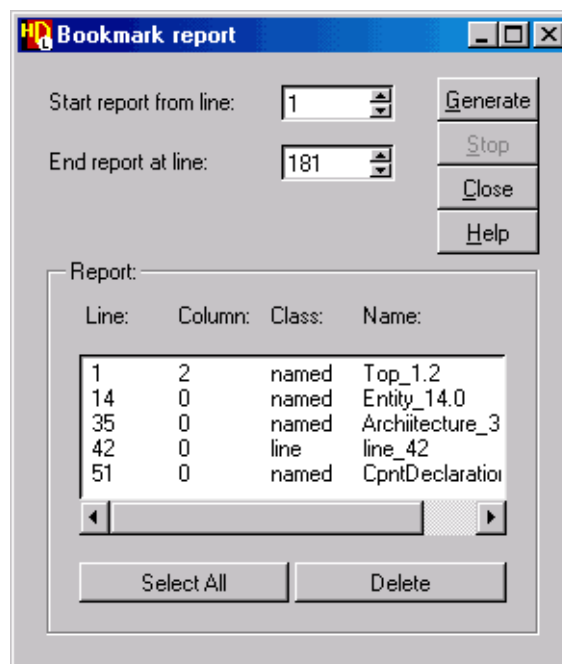 HDL Bookmark report
Start report from line: 1 Generate
Stop
End report at line: 181
Close
Help
Report:
Line: Column: Class: Name:
1 2 named Top_1.2
14 0 named Entity_14.0
35 0 named Archiitecture_3
42 0 line line_42
51 0 named CpntDeclaration
Select All Delete